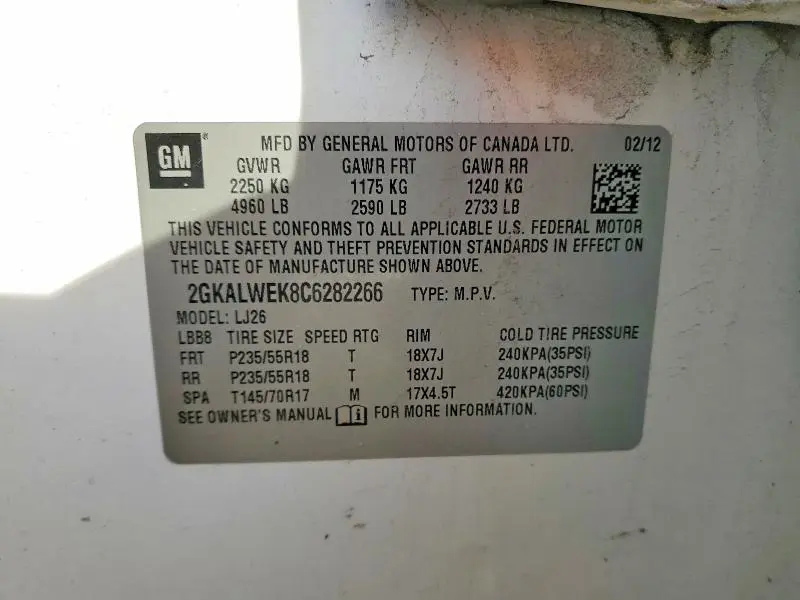 GM® MFD BY GENERAL MOTORS OF CANADA LTD. 02/12
GVWR GAWR FRT GAWR RR
2250 KG 1175 KG 1240 KG
4960 LB 2590 LB 2733 LB
THIS VEHICLE CONFORMS TO ALL APPLICABLE U.S. FEDERAL MOTOR
VEHICLE SAFETY AND THEFT PREVENTION STANDARDS IN EFFECT ON
THE DATE OF MANUFACTURE SHOWN ABOVE.
2GKALWEK8C6282266 TYPE: M.P.V.
MODEL: LJ26
LBB8 TIRE SIZE SPEED RTG RIM COLD TIRE PRESSURE
FRT P235/55R18 T 18X7J 240KPA(35PSI)
RR P235/55R18 T 18X7J 240KPA(35PSI)
SPA T145/70R17 M 17X4.5T 420KPA(60PSI)
SEE OWNER'S MANUAL FOR MORE INFORMATION.